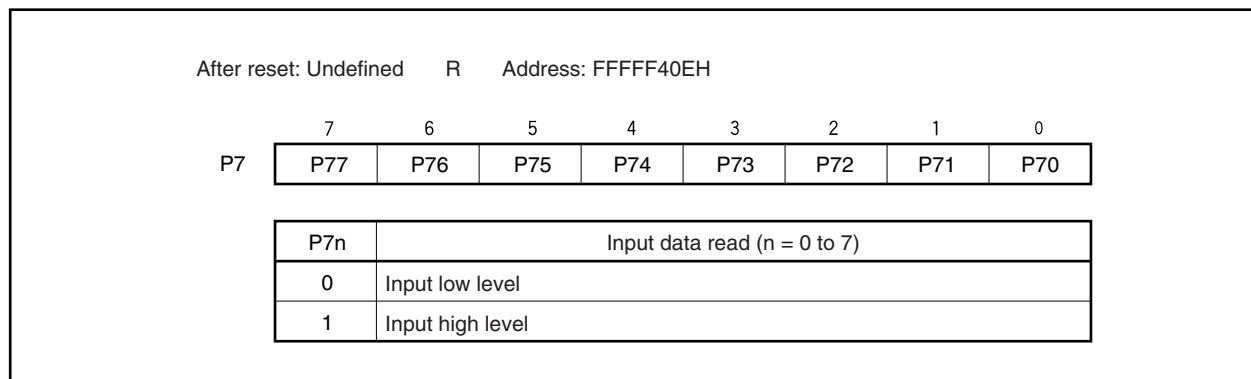 After reset: Undefined R Address: FFFFF40EH
7 6 5 4 3 2 1 0
P7 P77 P76 P75 P74 P73 P72 P71 P70
P7n Input data read (n = 0 to 7)
0 Input low level
1 Input high level